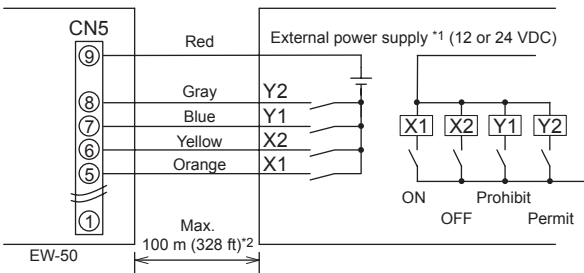 CN5
Red
External power supply *1 (12 or 24 VDC)
⑨
⑧ Gray Y2
⑦ Blue Y1
⑥ Yellow X2
⑤ Orange X1
①
X1 X2 Y1 Y2
ON Prohibit
OFF Permit
Max.
100 m (328 ft)*2
EW-50